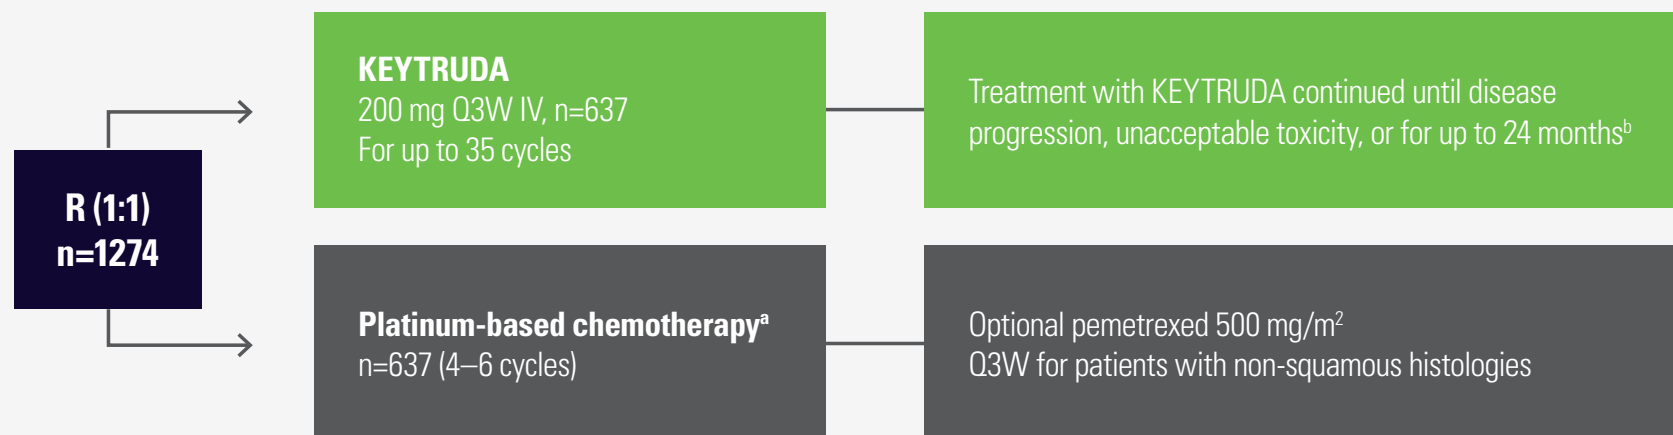 R (1:1)
n=1274
KEYTRUDA
200 mg Q3W IV, n=637
For up to 35 cycles
Treatment with KEYTRUDA continued until disease
progression, unacceptable toxicity, or for up to 24 monthsᵇ
Platinum-based chemotherapyᵃ
n=637 (4–6 cycles)
Optional pemetrexed 500 mg/m²
Q3W for patients with non-squamous histologies